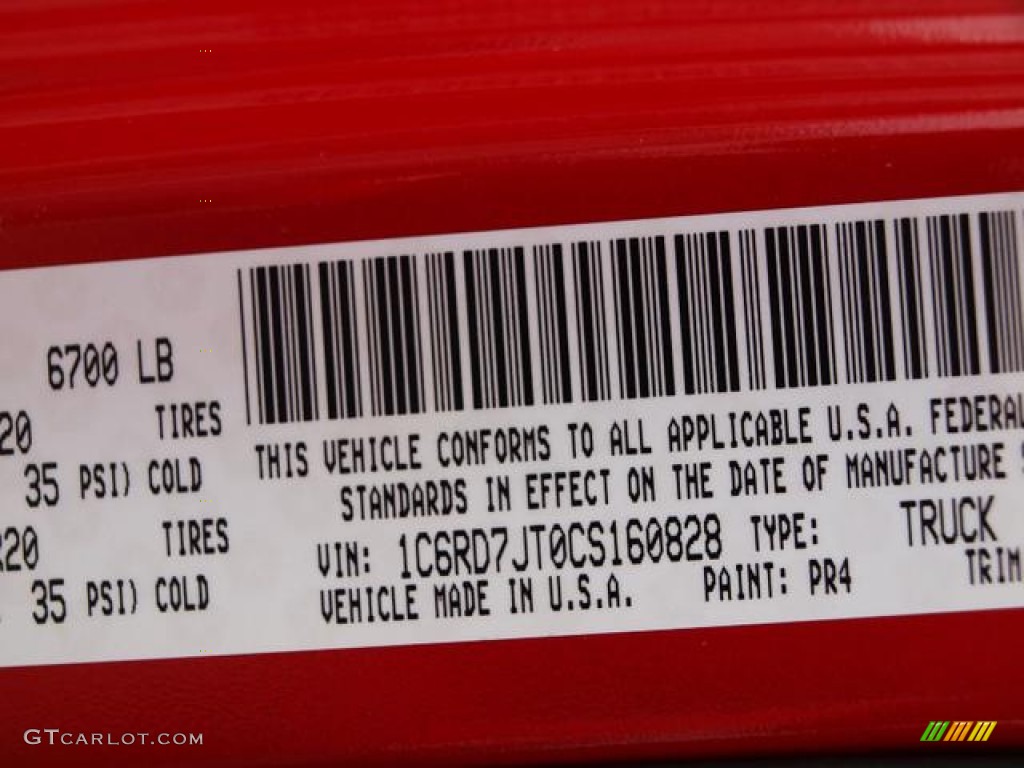 6700 LB
20 TIRES
35 PSI) COLD
R20 TIRES
35 PSI) COLD
THIS VEHICLE CONFORMS TO ALL APPLICABLE U.S.A. FEDERAL
STANDARDS IN EFFECT ON THE DATE OF MANUFACTURE
VIN: 1C6RD7JT0CS160828 TYPE: TRUCK
VEHICLE MADE IN U.S.A. PAINT: PR4 TRIM
GTCARLOT.COM